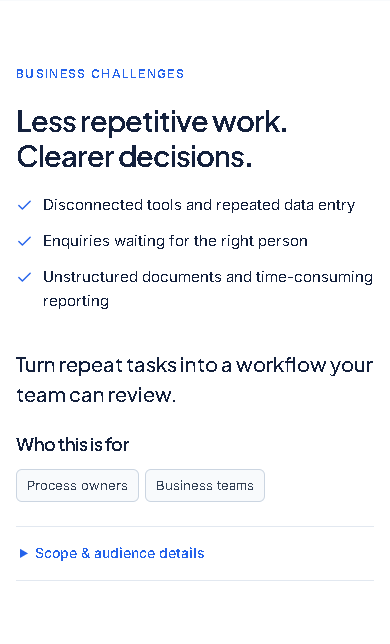 BUSINESS CHALLENGES
Less repetitive work.
Clearer decisions.
Disconnected tools and repeated data entry
Enquiries waiting for the right person
Unstructured documents and time-consuming
reporting
Turn repeat tasks into a workflow your
team can review.
Who this is for
Process owners
Business teams
Scope & audience details